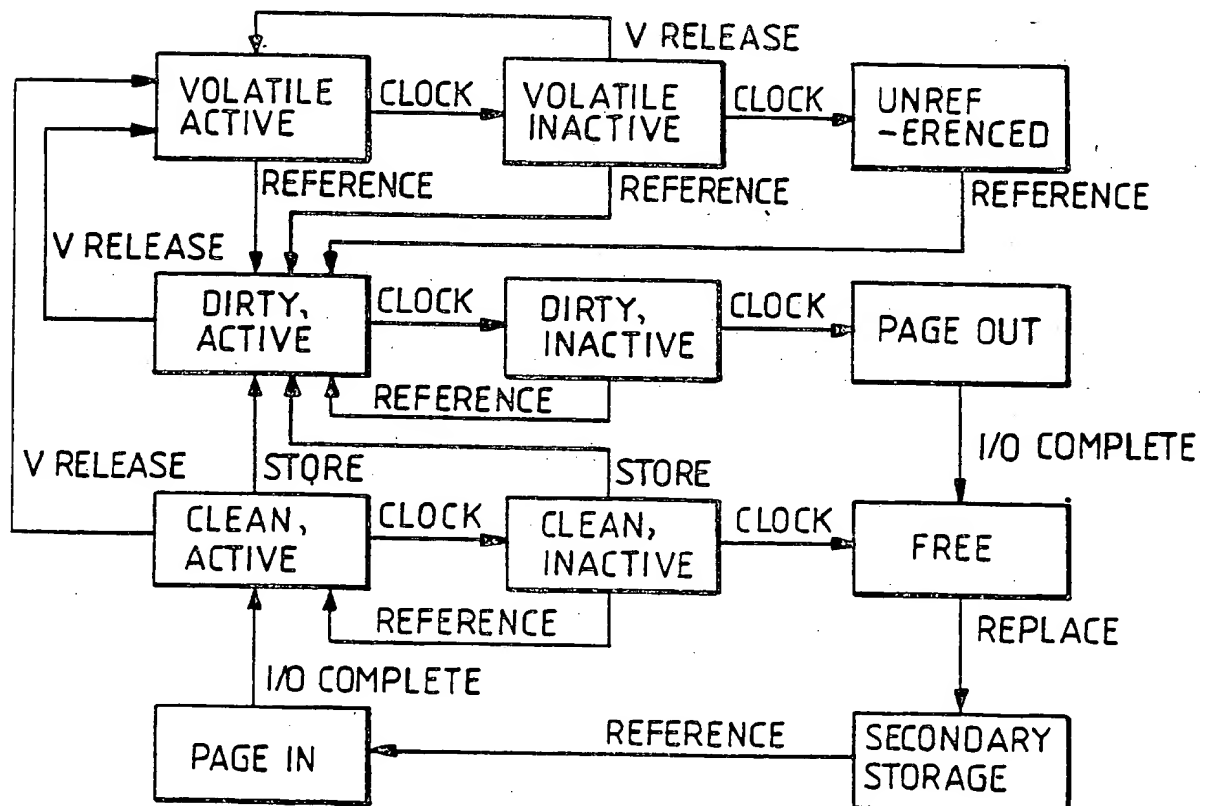 V RELEASE
VOLATILE
ACTIVE
CLOCK
VOLATILE
INACTIVE
CLOCK
UNREF
-ERENCED
REFERENCE
REFERENCE
REFERENCE
V RELEASE
DIRTY,
ACTIVE
CLOCK
DIRTY,
INACTIVE
CLOCK
PAGE OUT
REFERENCE
I/O COMPLETE
V RELEASE
STORE
STORE
CLEAN,
ACTIVE
CLOCK
CLEAN,
INACTIVE
CLOCK
FREE
REFERENCE
REPLACE
I/O COMPLETE
PAGE IN
REFERENCE
SECONDARY
STORAGE